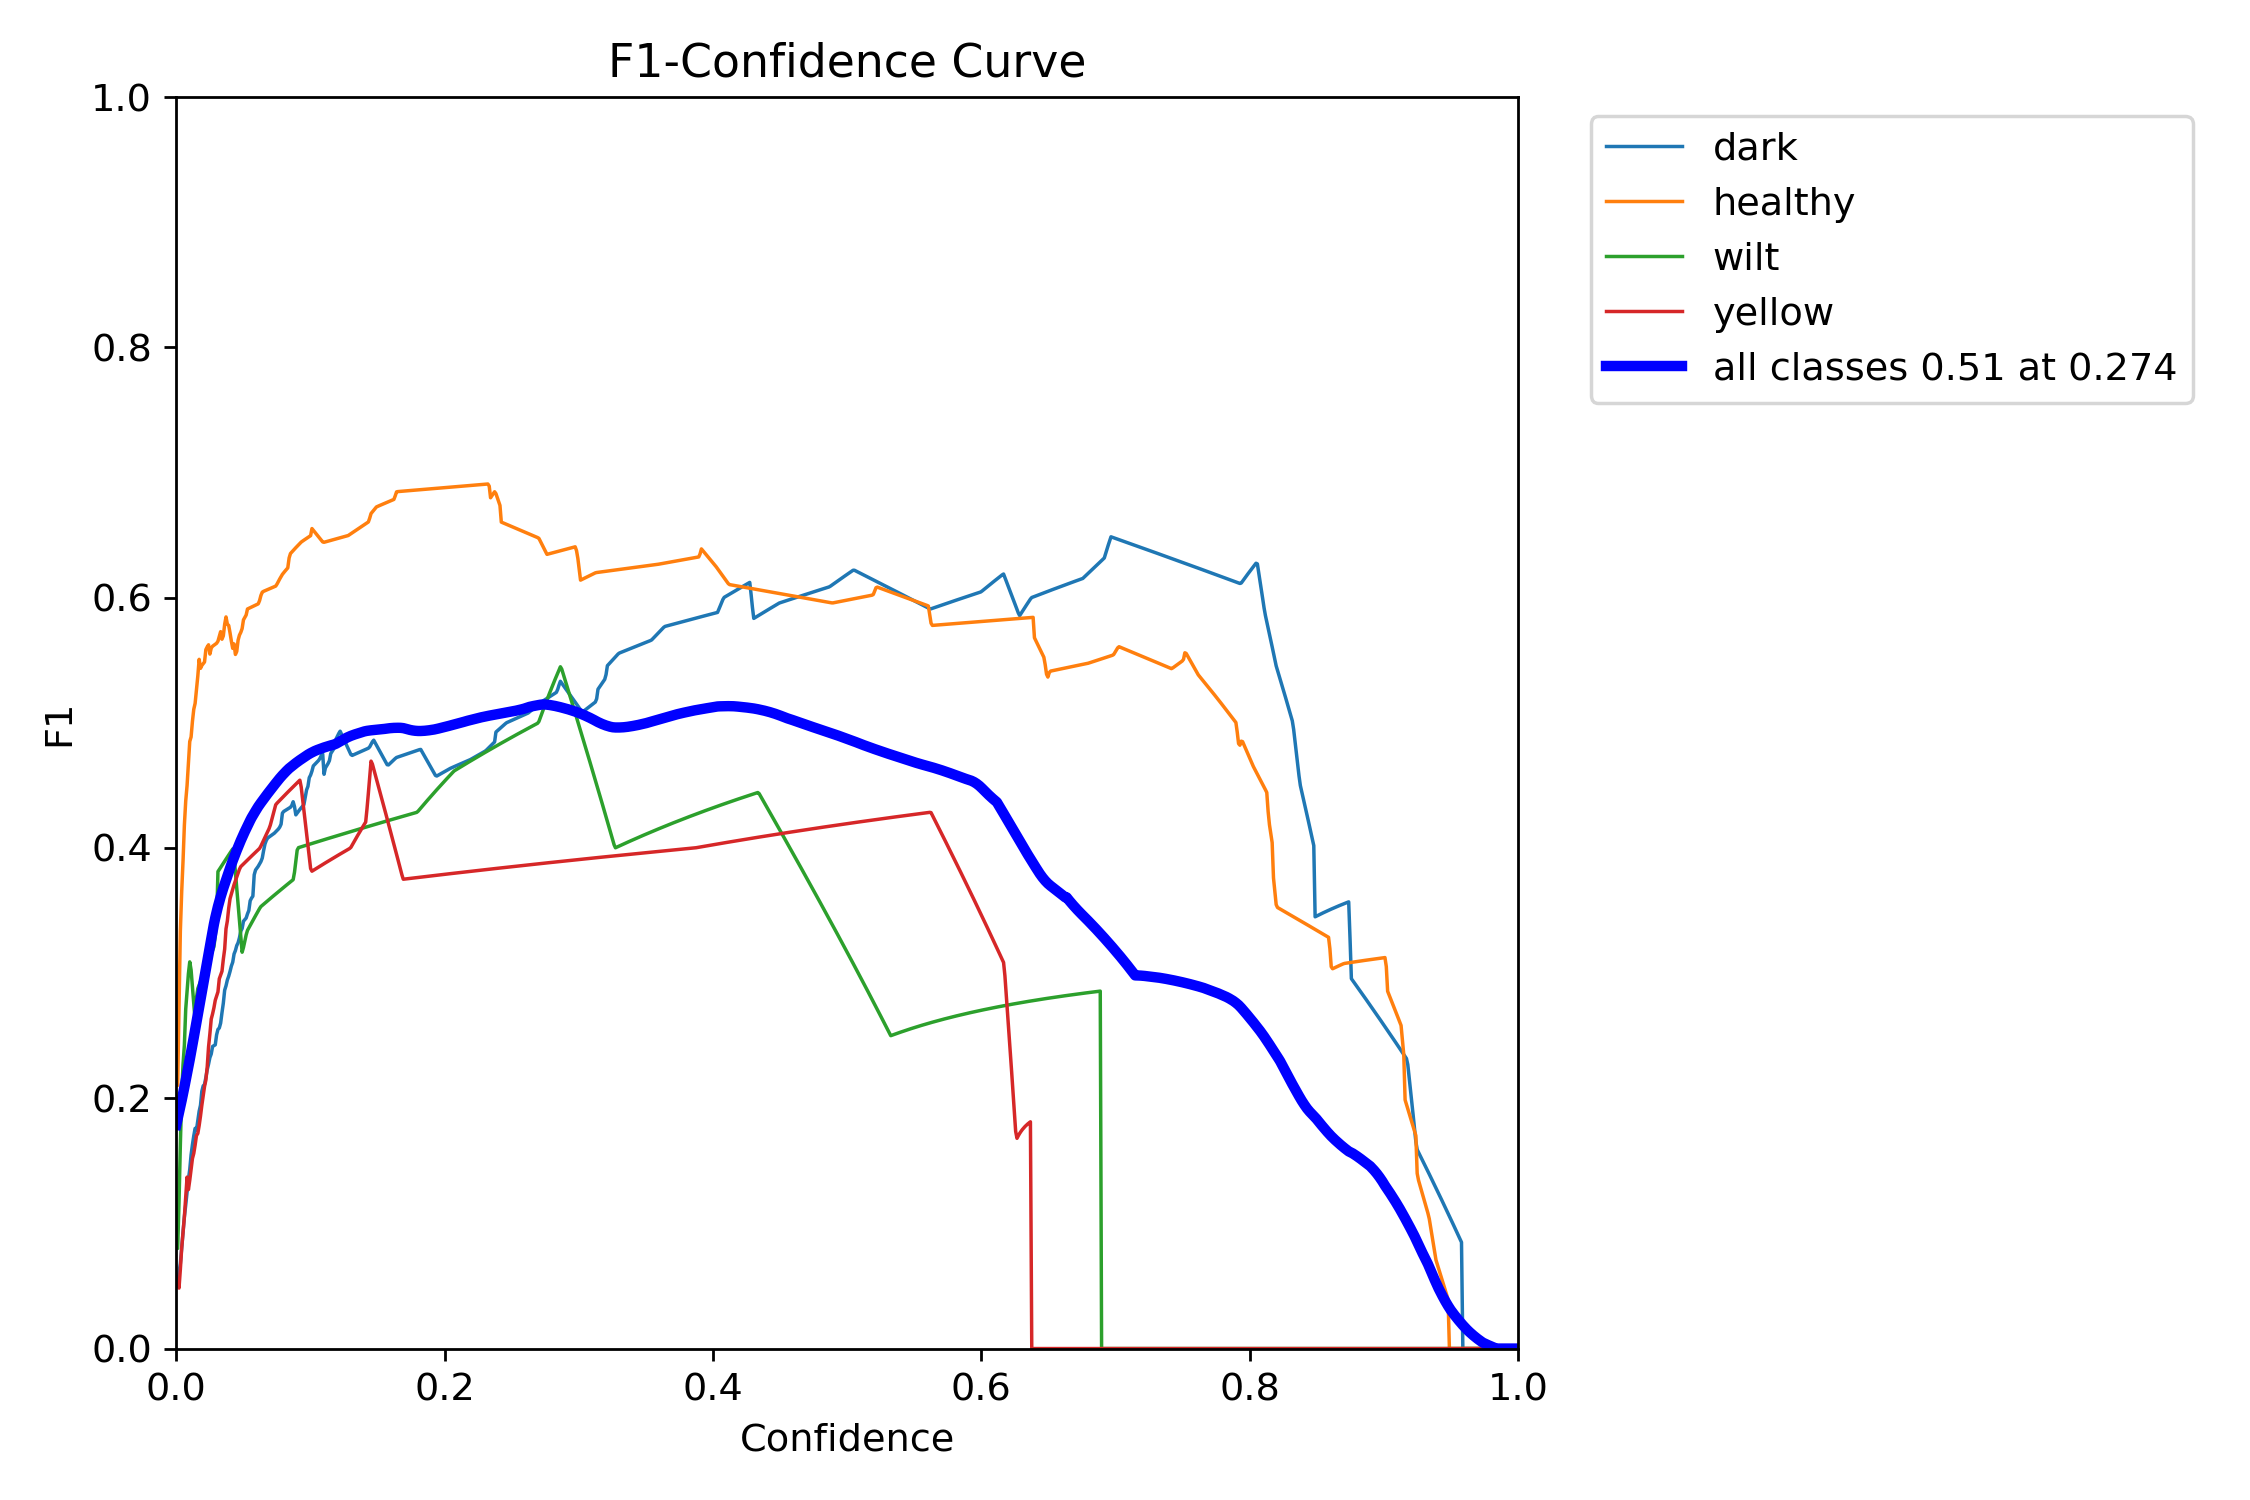 F1-Confidence Curve
1.0
0.8
0.6
0.4
0.2
0.0
F1
0.0 0.2 0.4 0.6 0.8 1.0
Confidence
dark
healthy
wilt
yellow
all classes 0.51 at 0.274